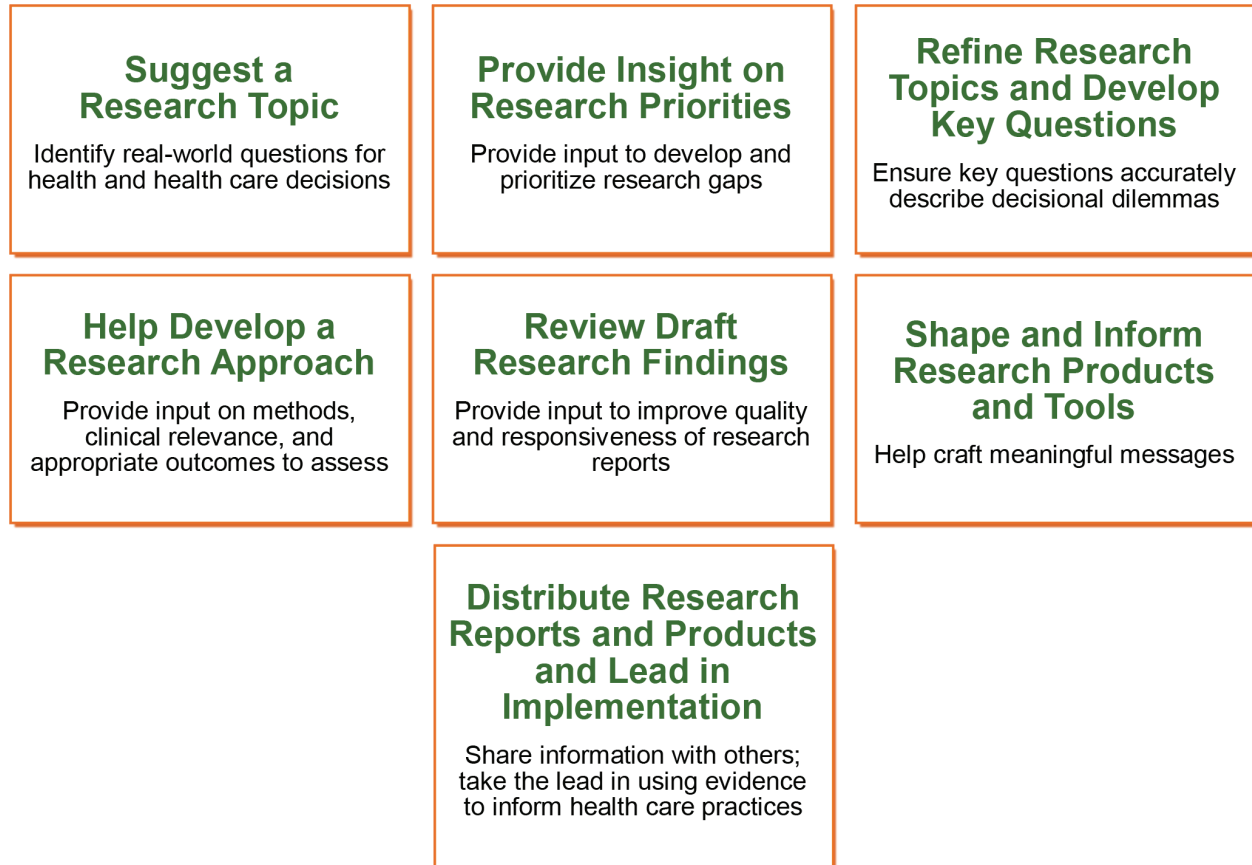 Suggest a
Research Topic
Identify real-world questions for
health and health care decisions
Provide Insight on
Research Priorities
Provide input to develop and
prioritize research gaps
Refine Research
Topics and Develop
Key Questions
Ensure key questions accurately
describe decisional dilemmas
Help Develop a
Research Approach
Provide input on methods,
clinical relevance, and
appropriate outcomes to assess
Review Draft
Research Findings
Provide input to improve quality
and responsiveness of research
reports
Shape and Inform
Research Products
and Tools
Help craft meaningful messages
Distribute Research
Reports and Products
and Lead in
Implementation
Share information with others;
take the lead in using evidence
to inform health care practices